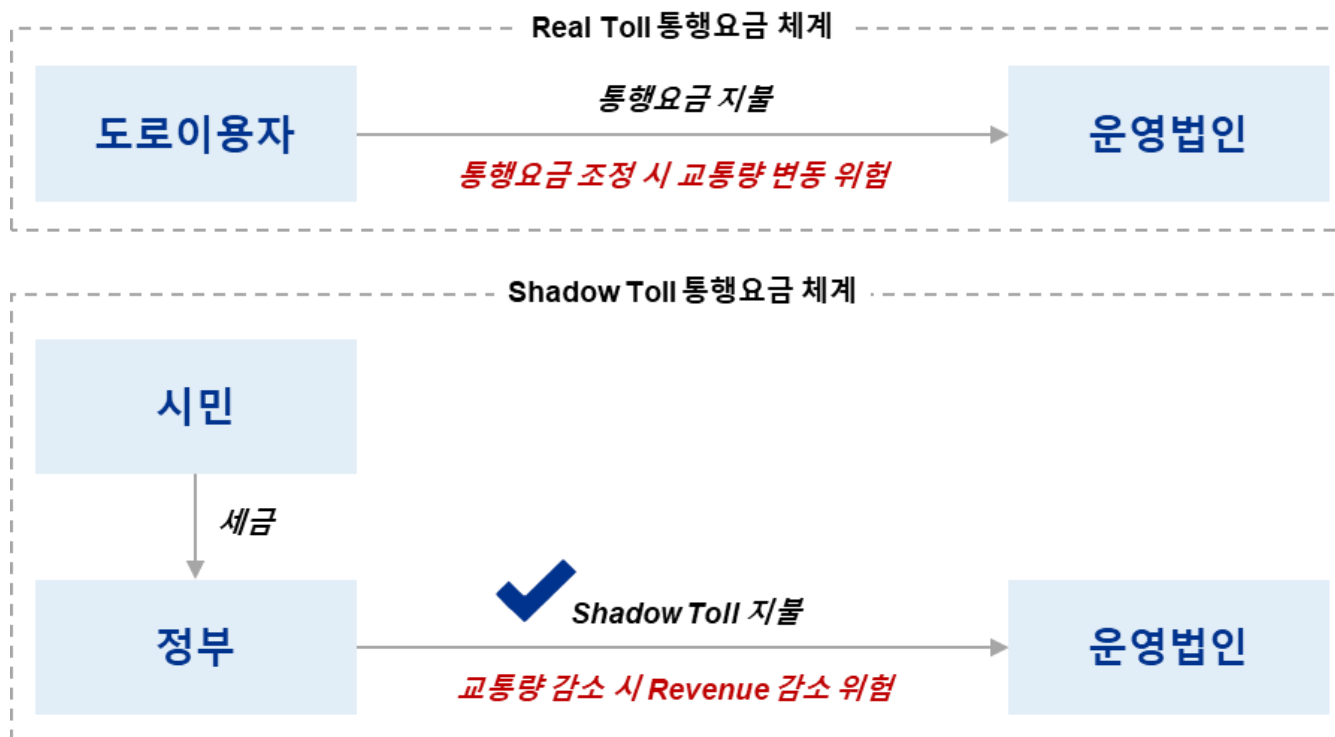 Real Toll 통행요금 체계
도로이용자
통행요금 지불
통행요금 조정 시 교통량 변동 위험
운영법인
Shadow Toll 통행요금 체계
시민
세금
정부
Shadow Toll 지불
교통량 감소 시 Revenue 감소 위험
운영법인